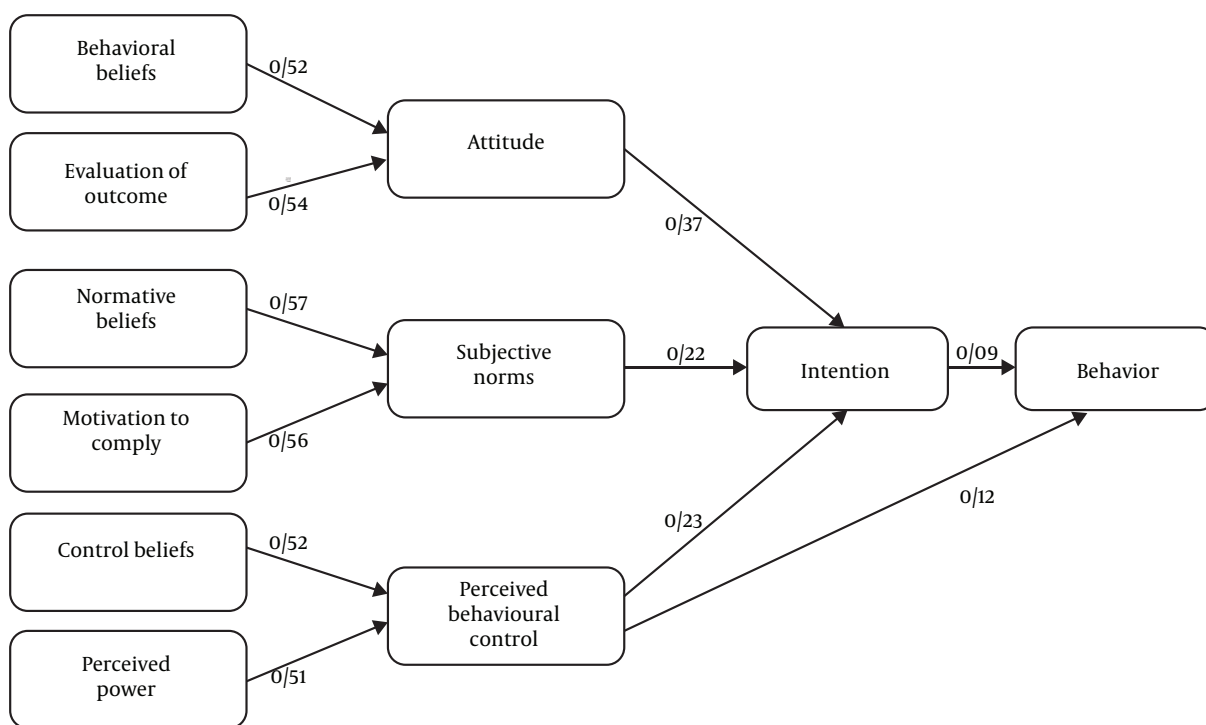 Behavioral
beliefs
0/52
Evaluation of
outcome
0/54
Attitude
0/37
Normative
beliefs
0/57
Motivation to
comply
0/56
Subjective
norms
0/22
Intention
0/09
Behavior
Control beliefs
0/52
Perceived
power
0/51
Perceived
behavioural
control
0/23
0/12